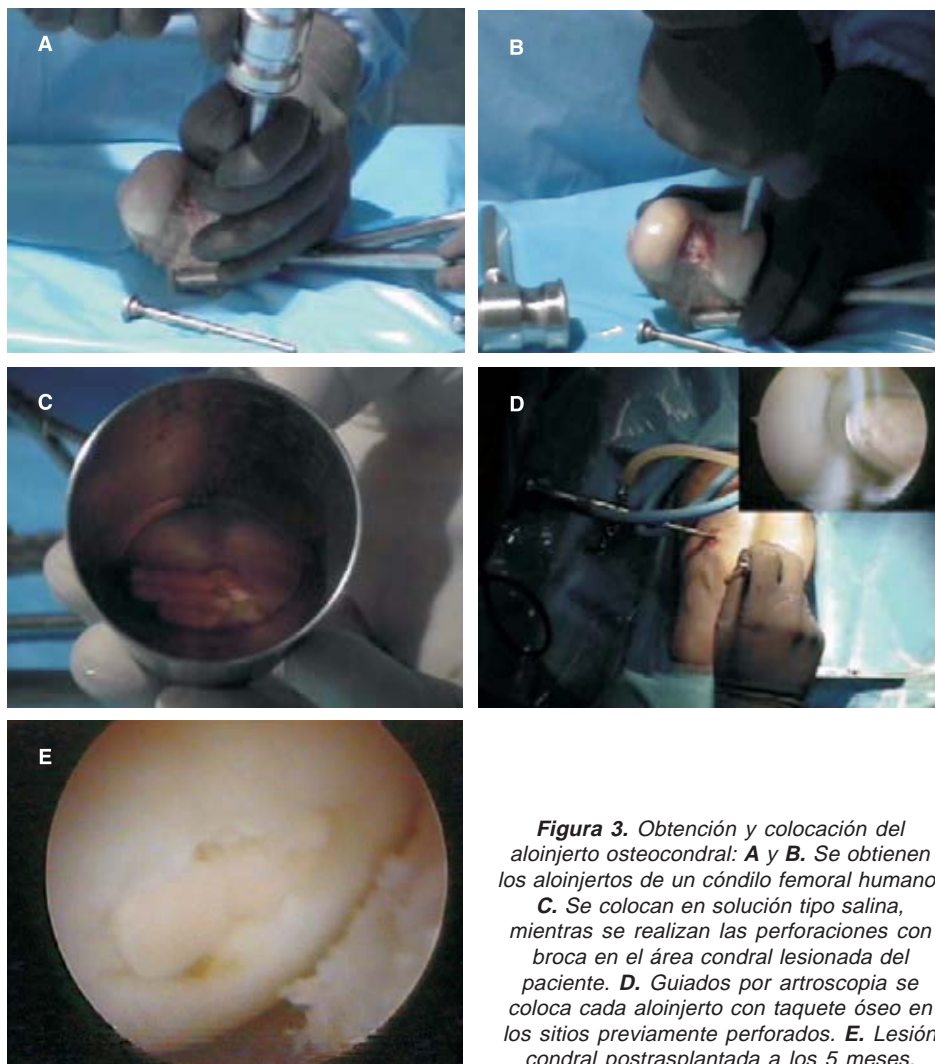 A
B
C
D
E
Figura 3. Obtención y colocación del
aloinjerto osteocondral: A y B. Se obtienen
los aloinjertos de un cóndilo femoral humano.
C. Se colocan en solución tipo salina,
mientras se realizan las perforaciones con
broca en el área condral lesionada del
paciente. D. Guiados por artroscopia se
coloca cada aloinjerto con taquete óseo en
los sitios previamente perforados. E. Lesión
condral postrasplantada a los 5 meses.